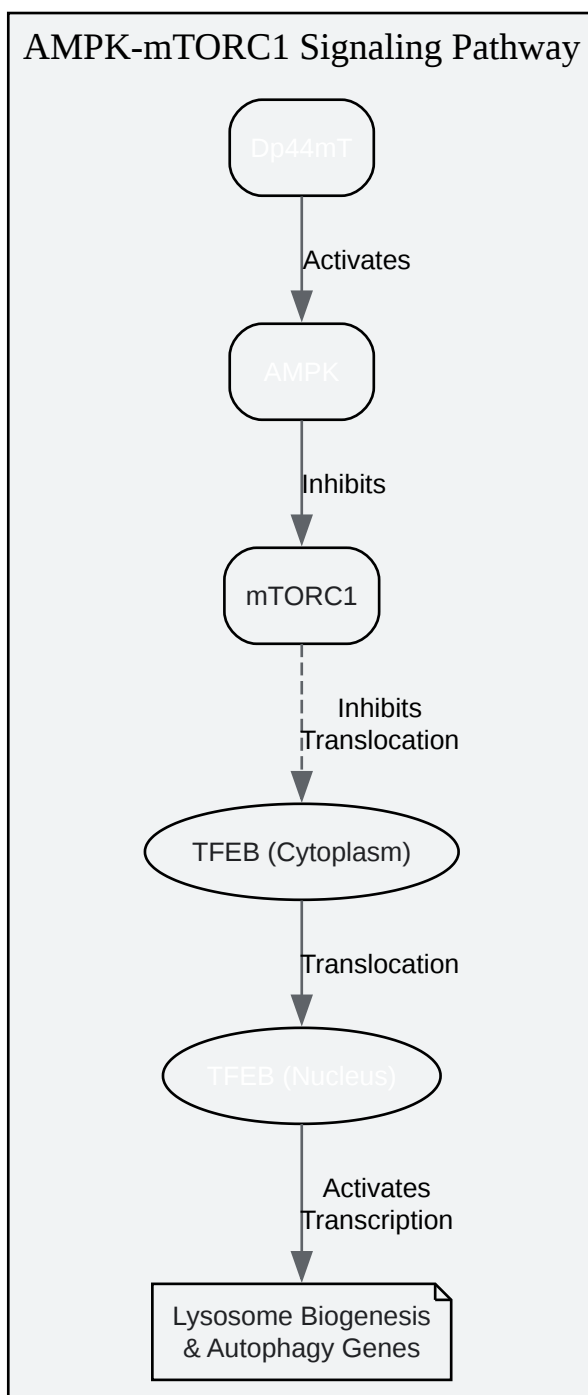 AMPK-mTORC1 Signaling Pathway
Dp44mT
Activates
AMPK
Inhibits
mTORC1
Inhibits
Translocation
TFEB (Cytoplasm)
Translocation
TFEB (Nucleus)
Activates
Transcription
Lysosome Biogenesis
& Autophagy Genes